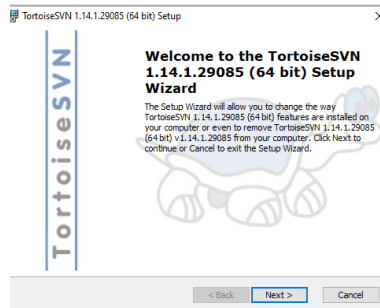 TortoiseSVN 1.14.1.29085 (64 bit) Setup
TortoiseSVN
Welcome to the TortoiseSVN
1.14.1.29085 (64 bit) Setup
Wizard
The Setup Wizard will allow you to change the way
TortoiseSVN 1.14.1.29085 (64 bit) features are installed on
your computer or even to remove TortoiseSVN 1.14.1.29085
(64 bit) v1.14.1.29085 from your computer. Click Next to
continue or Cancel to exit the Setup Wizard.
< Back Next > Cancel